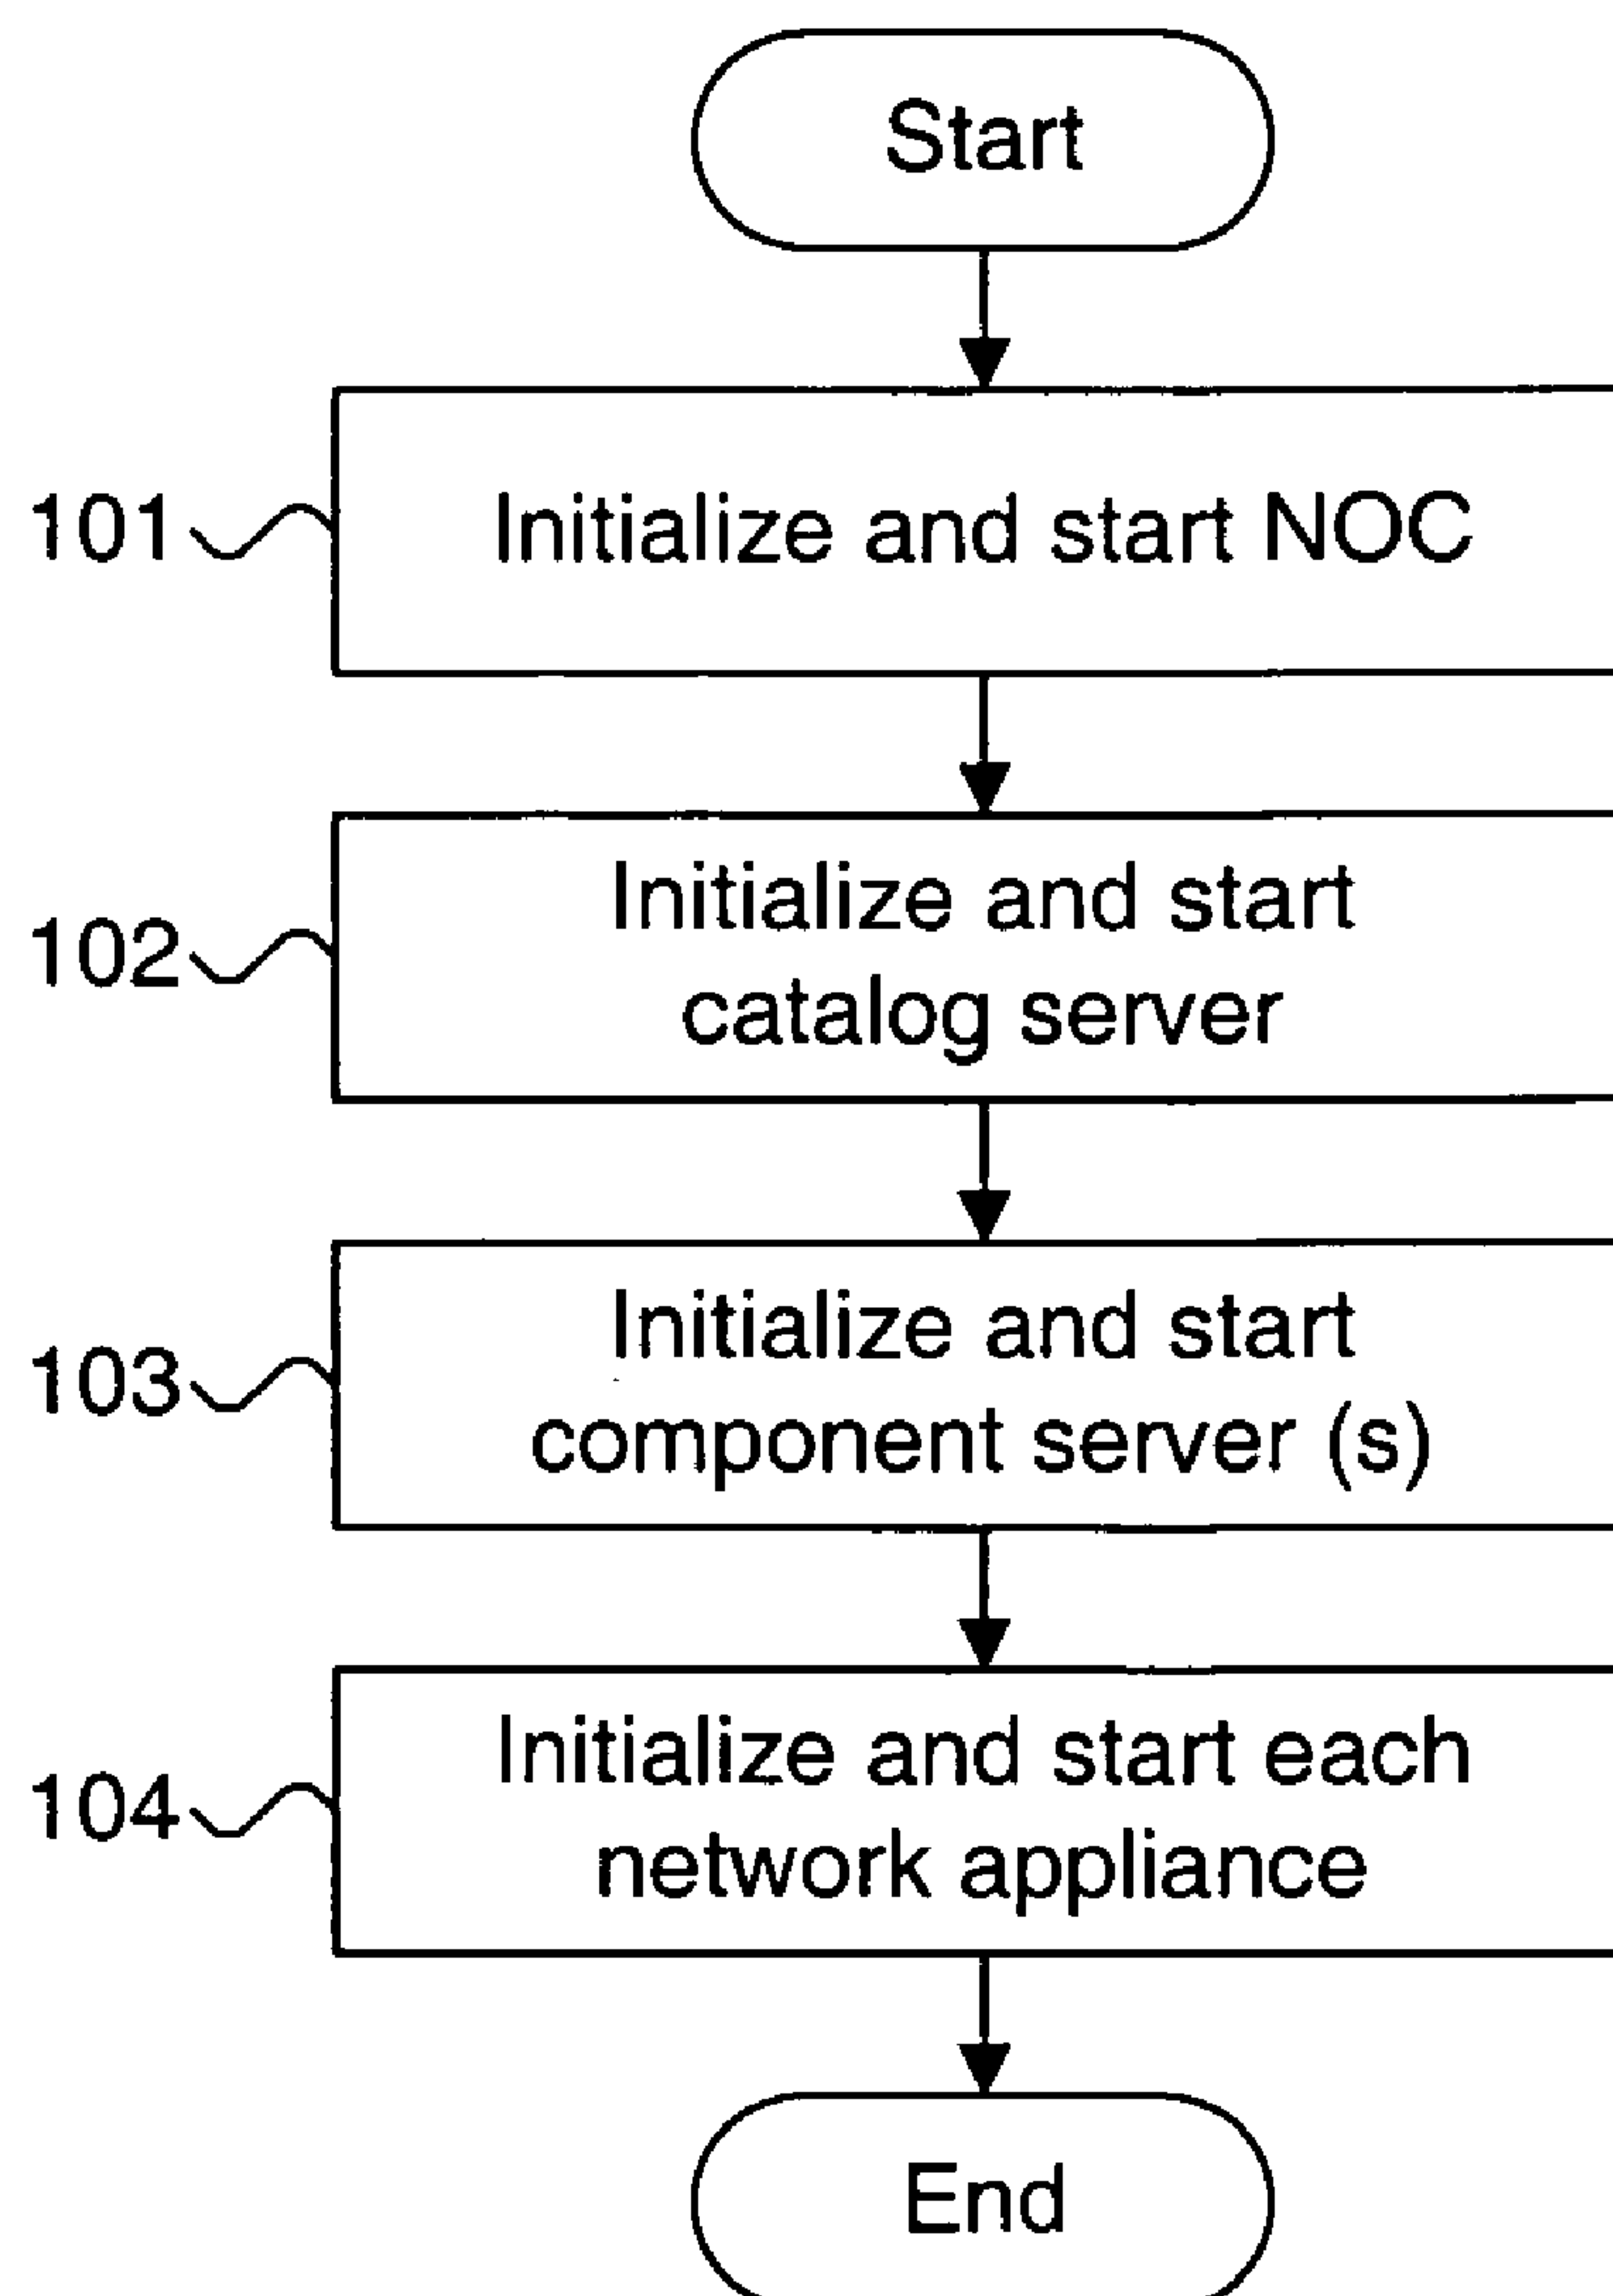 Start
101
Initialize and start NOC
102
Initialize and start
catalog server
103
Initialize and start
component server (s)
104
Initialize and start each
network appliance
End